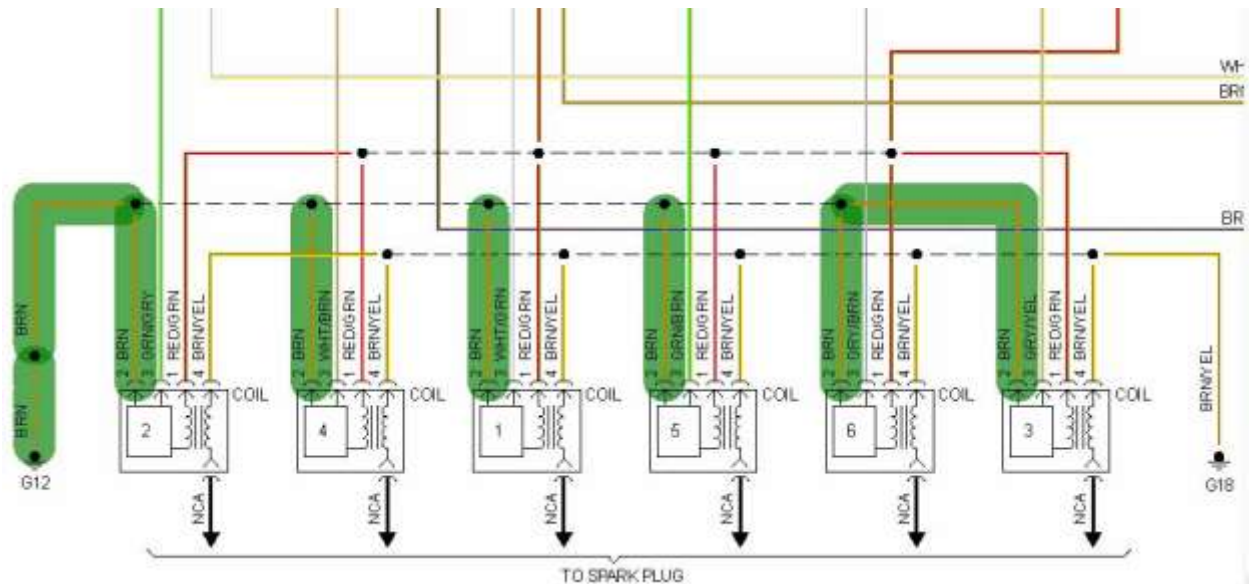 WH
BRN
BR
BRN
BRN
G12
2 BRN
3 GRN/GRY
1 RED/GRN
4 BRN/YEL
COIL
2
NCA
2 BRN
3 WHT/BRN
1 RED/GRN
4 BRN/YEL
COIL
4
NCA
2 BRN
3 WHT/GRN
1 RED/GRN
4 BRN/YEL
COIL
1
NCA
2 BRN
3 GRN/BRN
1 RED/GRN
4 BRN/YEL
COIL
5
NCA
2 BRN
3 GRY/BRN
1 RED/GRN
4 BRN/YEL
COIL
6
NCA
2 BRN
3 GRY/YEL
1 RED/GRN
4 BRN/YEL
COIL
3
NCA
BRN/YEL
G18
TO SPARK PLUG